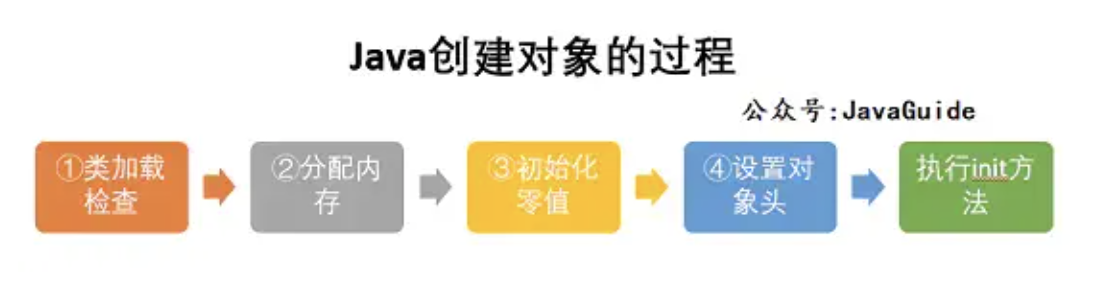 Java创建对象的过程
公众号:JavaGuide
①类加载
检查
②分配内
存
③初始化
零值
④设置对
象头
执行init方
法